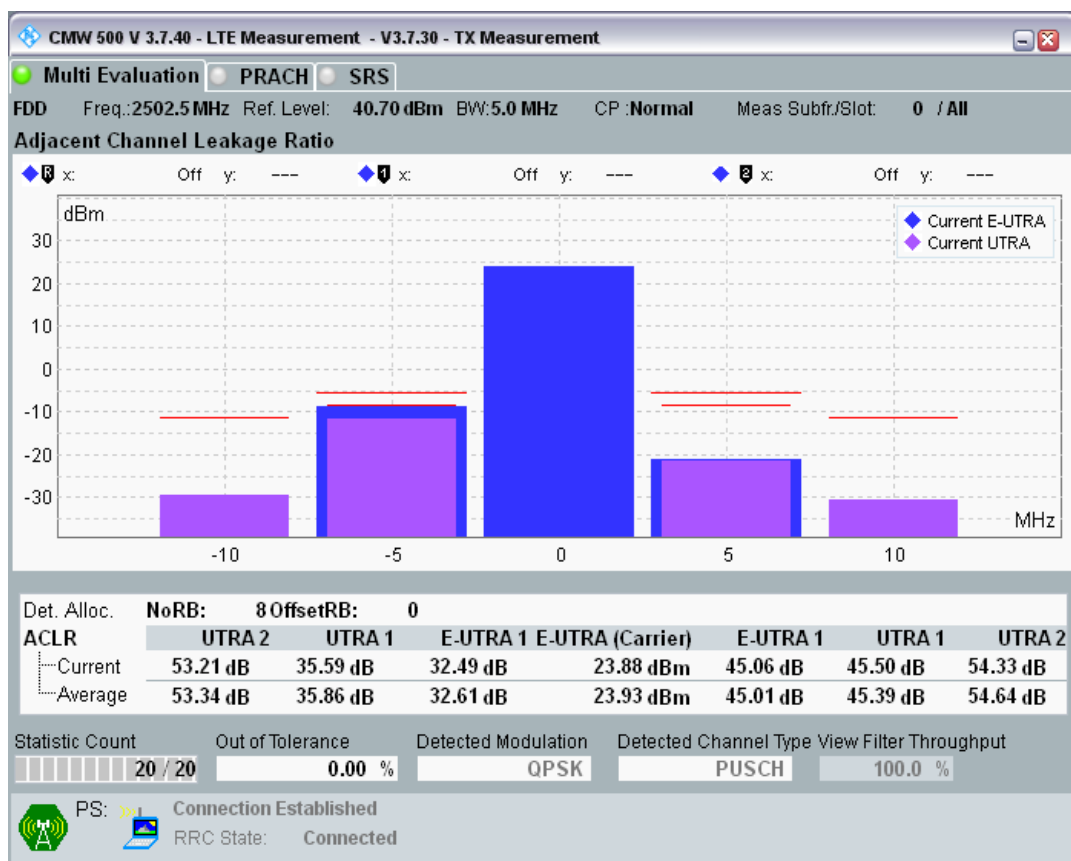 CMW 500 V 3.7.40 - LTE Measurement - V3.7.30 - TX Measurement
Multi Evaluation PRACH SRS
FDD Freq.:2502.5 MHz Ref. Level: 40.70 dBm BW:5.0 MHz CP :Normal Meas Subfr./Slot: 0 / All
Adjacent Channel Leakage Ratio
R x: Off y: --- 1 x: Off y: --- 2 x: Off y: ---
dBm
Current E-UTRA
Current UTRA
30
20
10
0
-10
-20
-30
MHz
-10 -5 0 5 10
Det. Alloc. NoRB: 8 OffsetRB: 0
ACLR UTRA 2 UTRA 1 E-UTRA 1 E-UTRA (Carrier) E-UTRA 1 UTRA 1 UTRA 2
Current 53.21 dB 35.59 dB 32.49 dB 23.88 dBm 45.06 dB 45.50 dB 54.33 dB
Average 53.34 dB 35.86 dB 32.61 dB 23.93 dBm 45.01 dB 45.39 dB 54.64 dB
Statistic Count Out of Tolerance Detected Modulation Detected Channel Type View Filter Throughput
20 / 20 0.00 % QPSK PUSCH 100.0 %
PS: Connection Established
RRC State: Connected